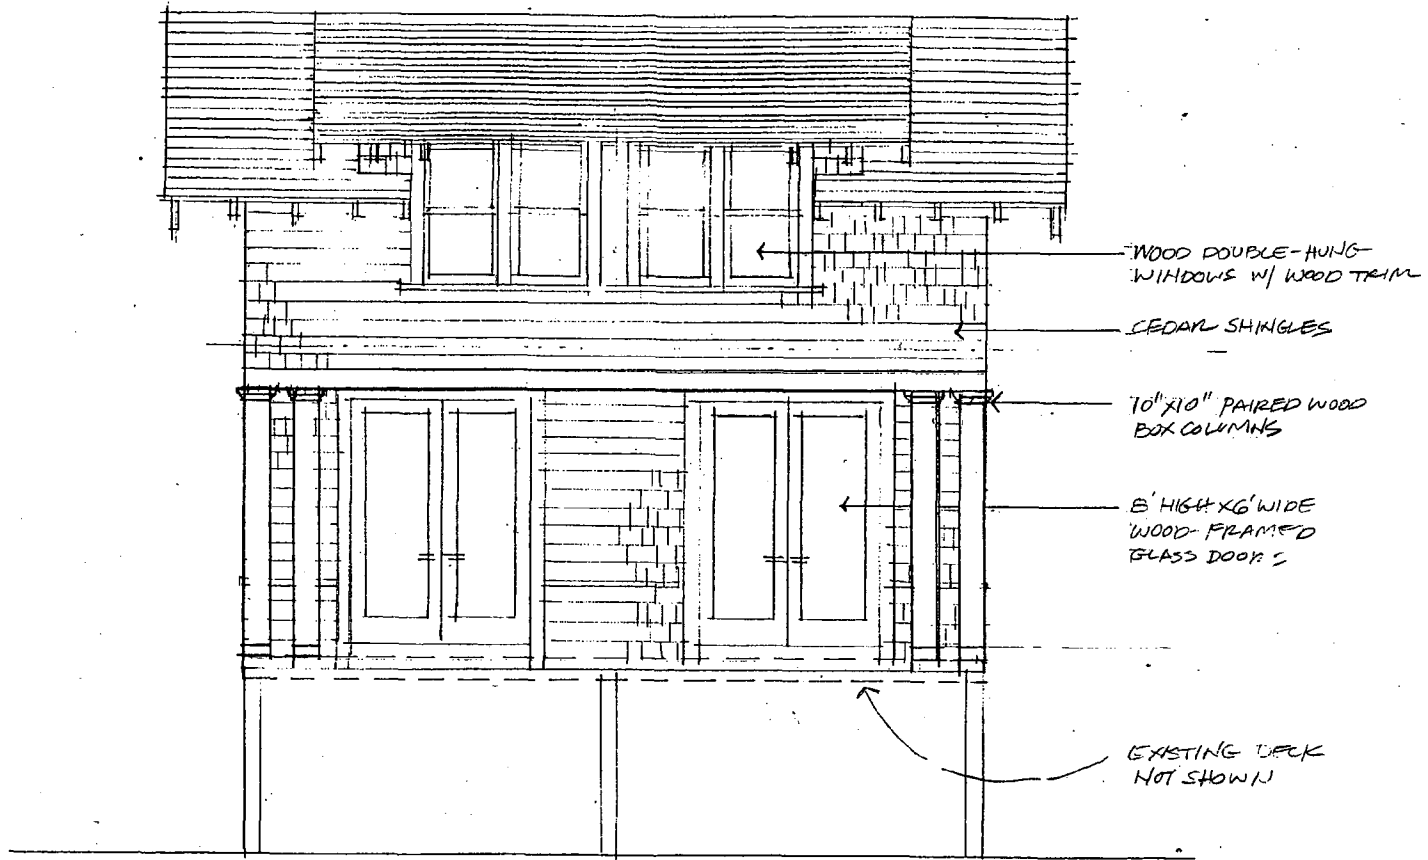 WOOD DOUBLE-HUNG
WINDOWS W/ WOOD TRIM
CEDAR SHINGLES
10"X10" PAIRED WOOD
BOX COLUMNS
8' HIGH X 6' WIDE
WOOD-FRAMED
GLASS DOORS
EXISTING DECK
NOT SHOWN